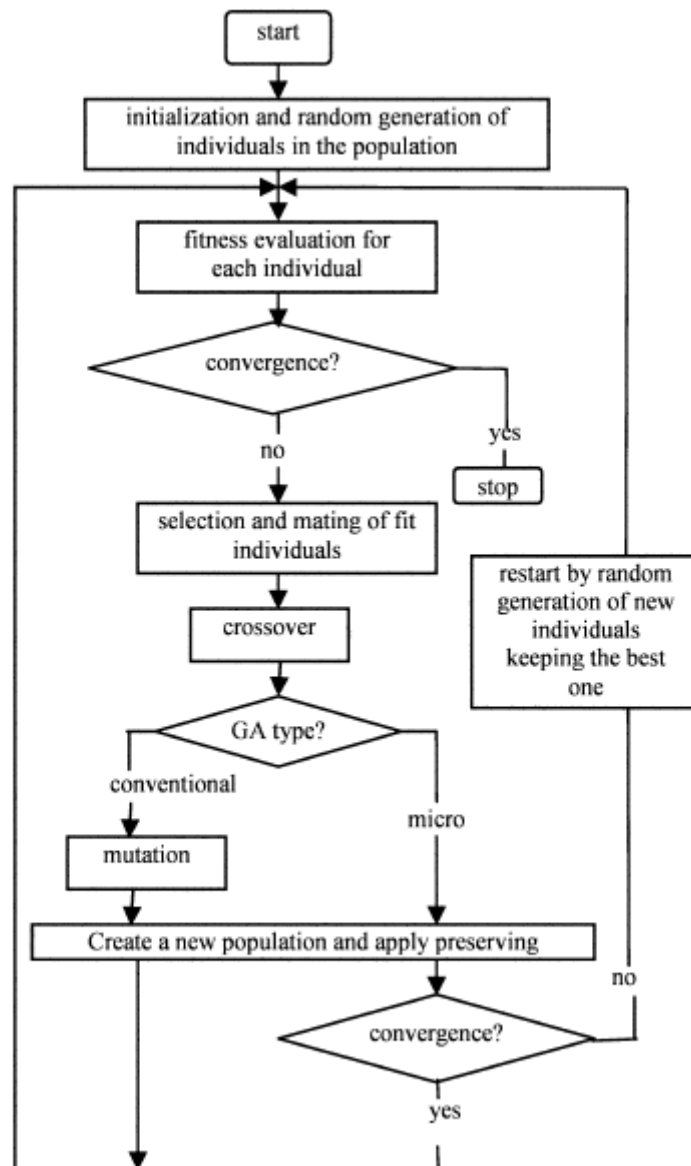 start
initialization and random generation of
individuals in the population
fitness evaluation for
each individual
convergence?
yes
no
stop
selection and mating of fit
individuals
restart by random
generation of new
individuals
keeping the best
one
crossover
GA type?
conventional
micro
mutation
Create a new population and apply preserving
no
convergence?
yes